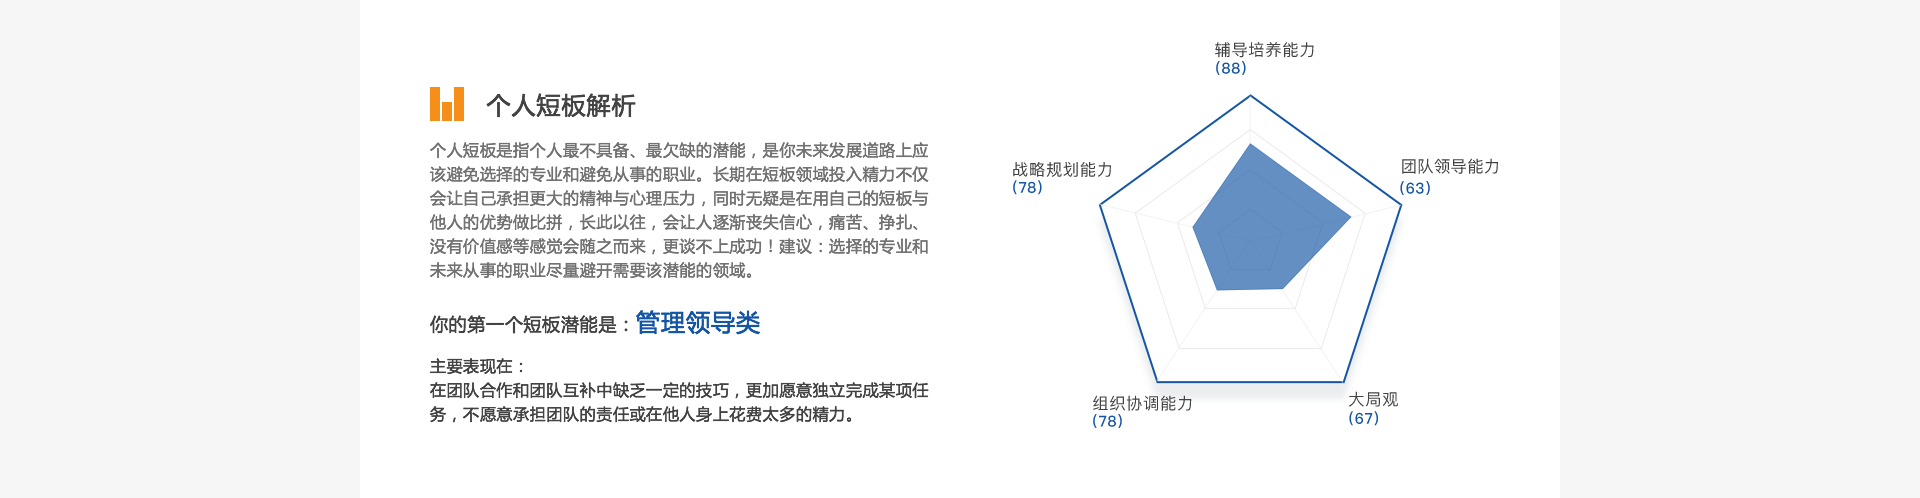 个人短板解析
个人短板是指个人最不具备、最欠缺的潜能，是你未来发展道路上应
该避免选择的专业和避免从事的职业。长期在短板领域投入精力不仅
会让自己承担更大的精神与心理压力，同时无疑是在用自己的短板与
他人的优势做比拼，长此以往，会让人逐渐丧失信心，痛苦、挣扎、
没有价值感等感觉会随之而来，更谈不上成功！建议：选择的专业和
未来从事的职业尽量避开需要该潜能的领域。
你的第一个短板潜能是：管理领导类
主要表现在：
在团队合作和团队互补中缺乏一定的技巧，更加愿意独立完成某项任
务，不愿意承担团队的责任或在他人身上花费太多的精力。
辅导培养能力
(88)
团队领导能力
(63)
战略规划能力
(78)
大局观
(67)
组织协调能力
(78)